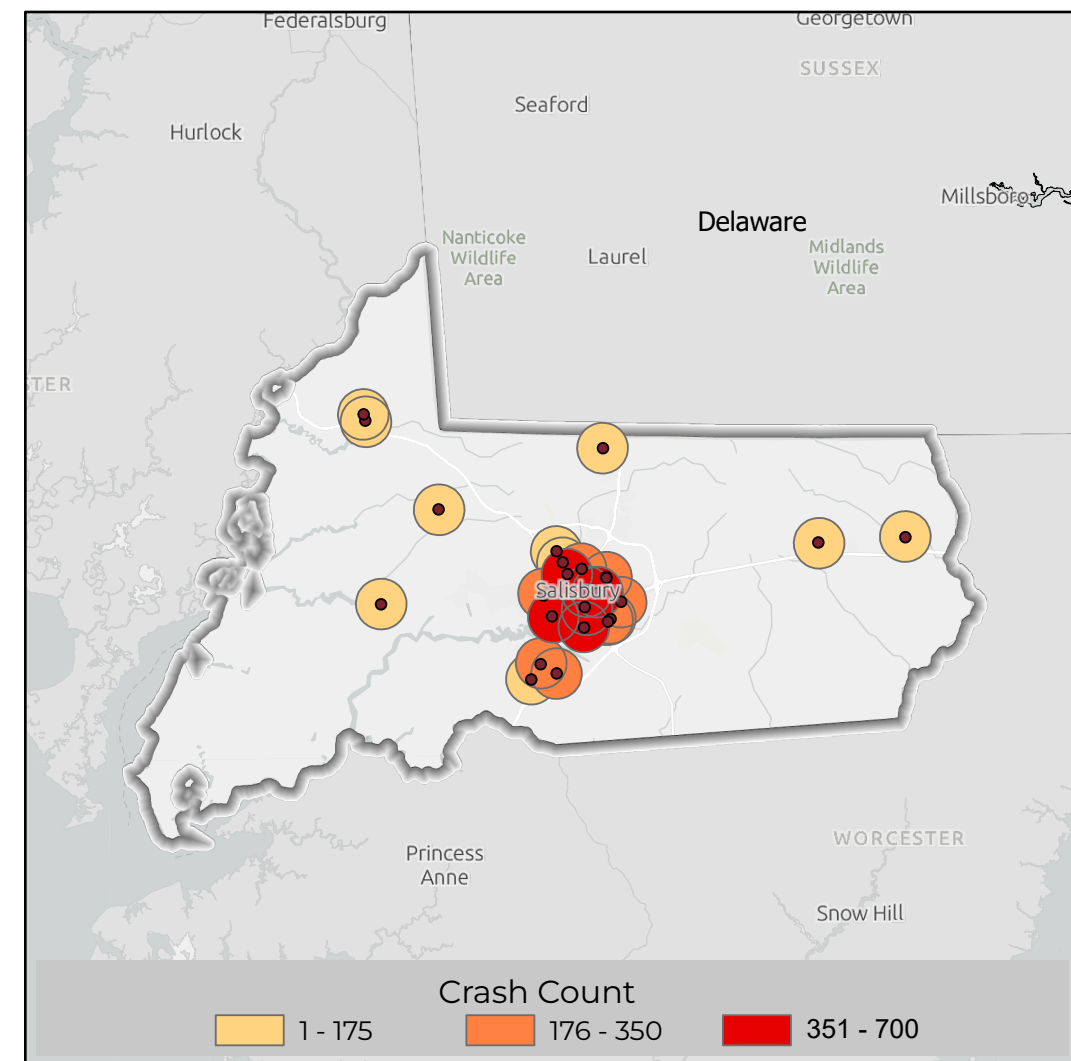 Federalsburg
Georgetown
SUSSEX
Seaford
Hurlock
Millsboro
Delaware
Nanticoke
Wildlife
Area
Laurel
Midlands
Wildlife
Area
STER
Salisbury
Princess
Anne
WORCESTER
Snow Hill
Crash Count
1 - 175
176 - 350
351 - 700